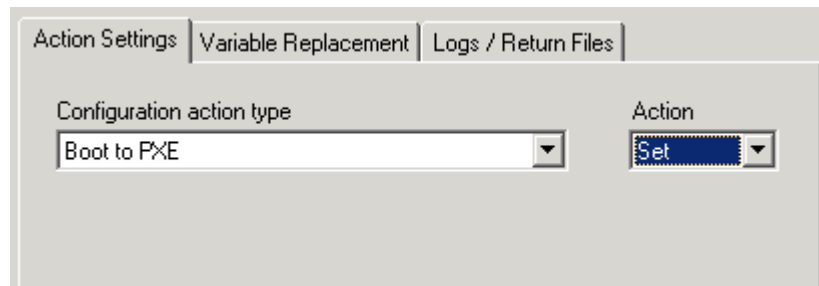 Action Settings Variable Replacement Logs / Return Files
Configuration action type Action
Boot to PXE Set